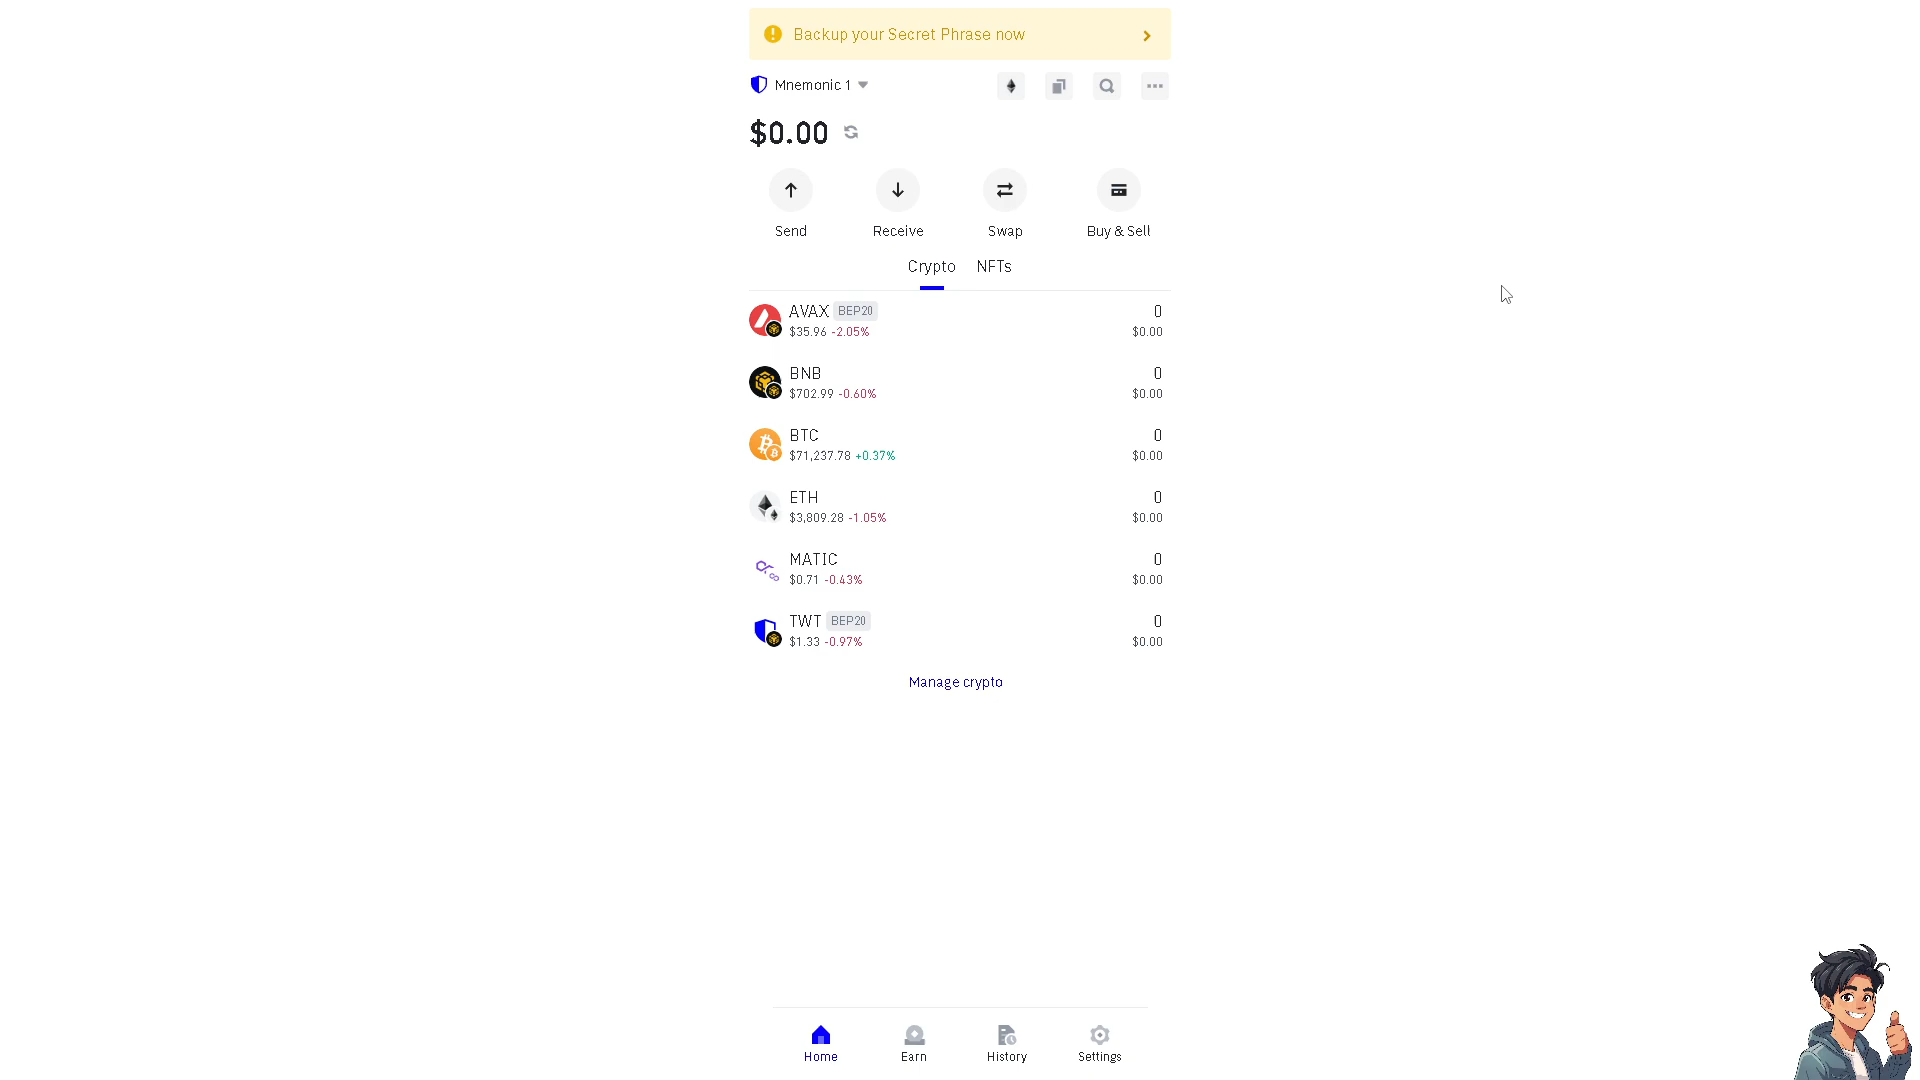 Backup your Secret Phrase now
Mnemonic 1
$0.00
Send
Receive
Swap
Buy & Sell
Crypto
NFTs
AVAX BEP20
0
$35.96 -2.05%
$0.00
BNB
0
$702.99 -0.60%
$0.00
BTC
0
$71,237.78 +0.37%
$0.00
ETH
0
$3,809.28 -1.05%
$0.00
MATIC
0
$0.71 -0.43%
$0.00
TWT BEP20
0
$1.33 -0.97%
$0.00
Manage crypto
Home
Earn
History
Settings